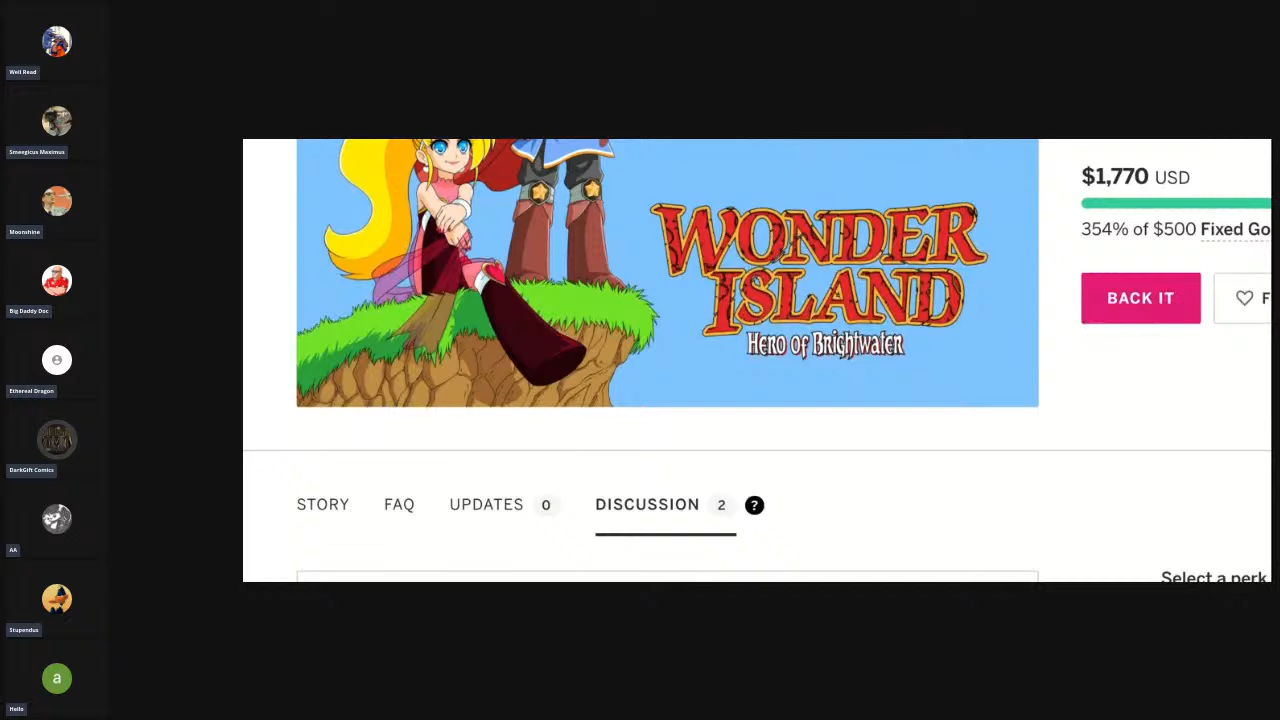 Well Read
Smeegicus Maximus
Moonshine
Big Daddy Doc
Ethereal Dragon
DarkGift Comics
AA
Stupendus
a
Hello
WONDER
ISLAND
Hero of Brightwater
$1,770 USD
354% of $500 Fixed Go
BACK IT
F
STORY FAQ UPDATES 0 DISCUSSION 2 ?
Select a perk